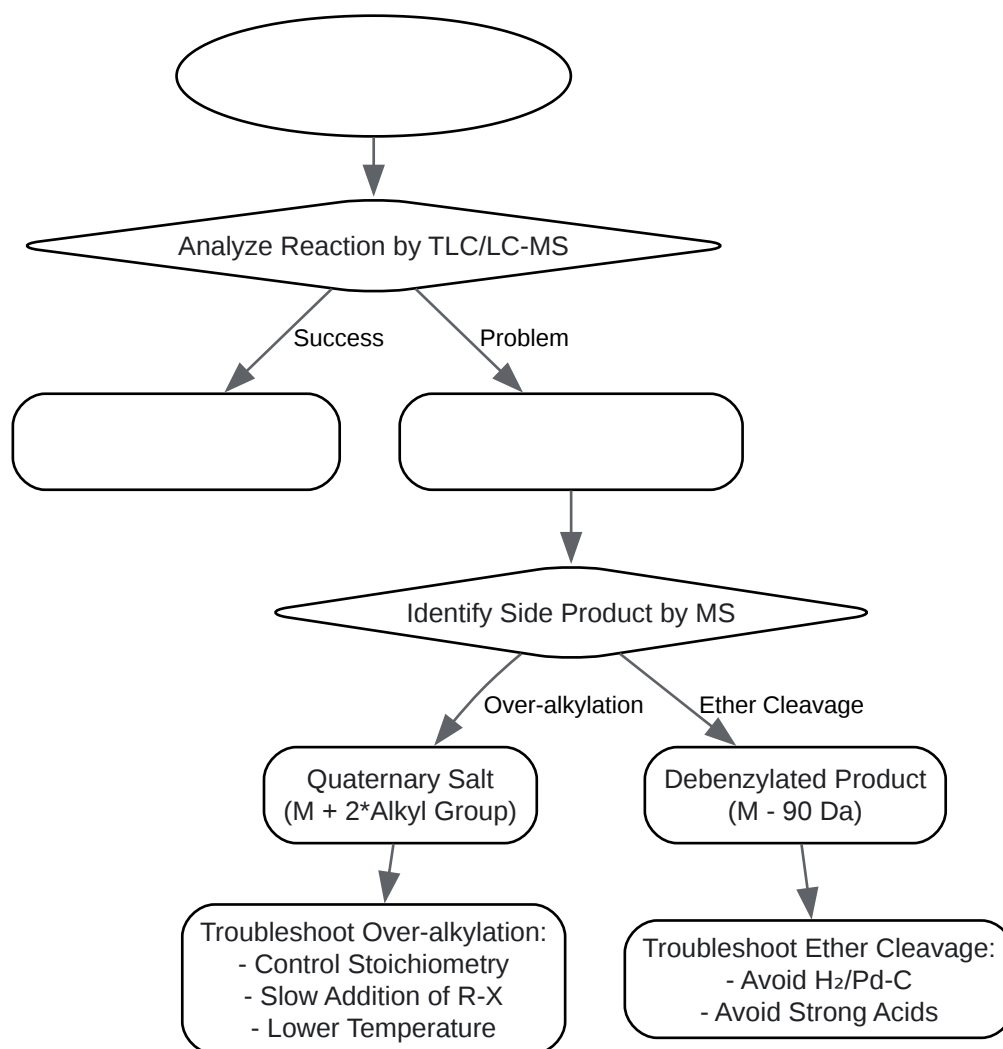 Analyze Reaction by TLC/LC-MS
Success
Problem
Identify Side Product by MS
Over-alkylation
Ether Cleavage
Quaternary Salt
(M + 2*Alkyl Group)
Debenzylated Product
(M - 90 Da)
Troubleshoot Over-alkylation:
- Control Stoichiometry
- Slow Addition of R-X
- Lower Temperature
Troubleshoot Ether Cleavage:
- Avoid H₂/Pd-C
- Avoid Strong Acids